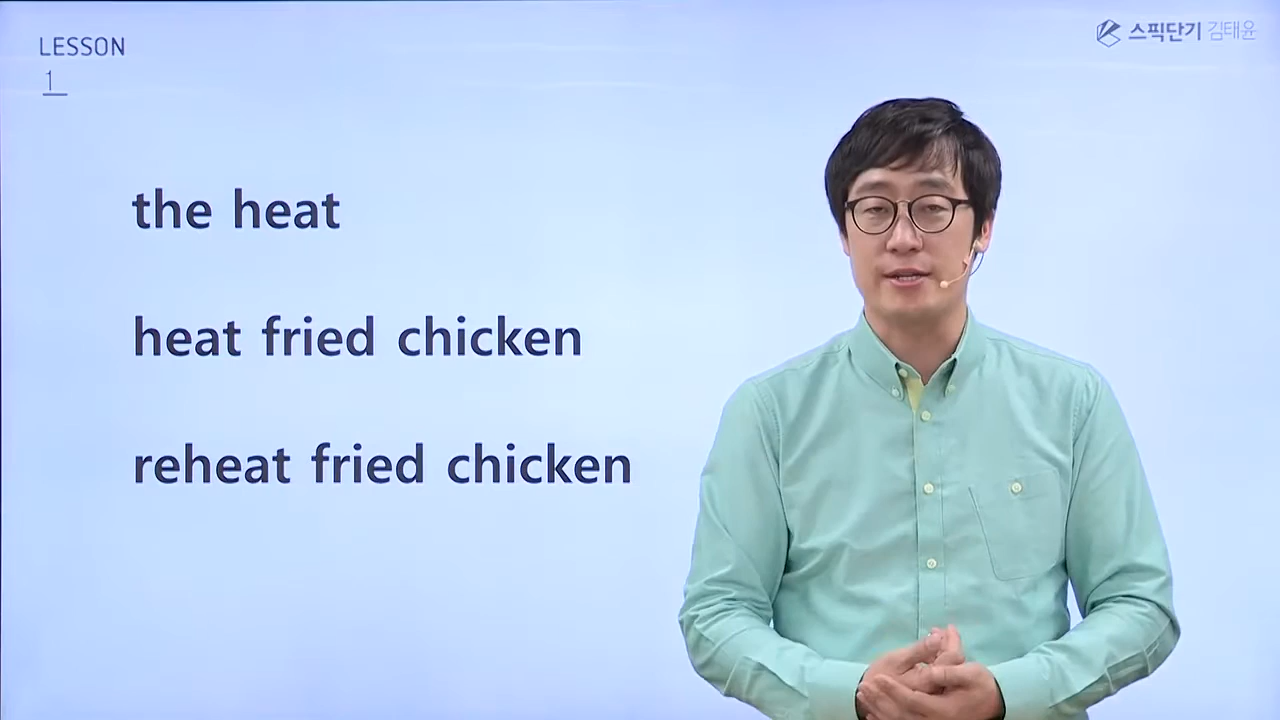 LESSON
1
스픽단기 김태윤
the heat
heat fried chicken
reheat fried chicken